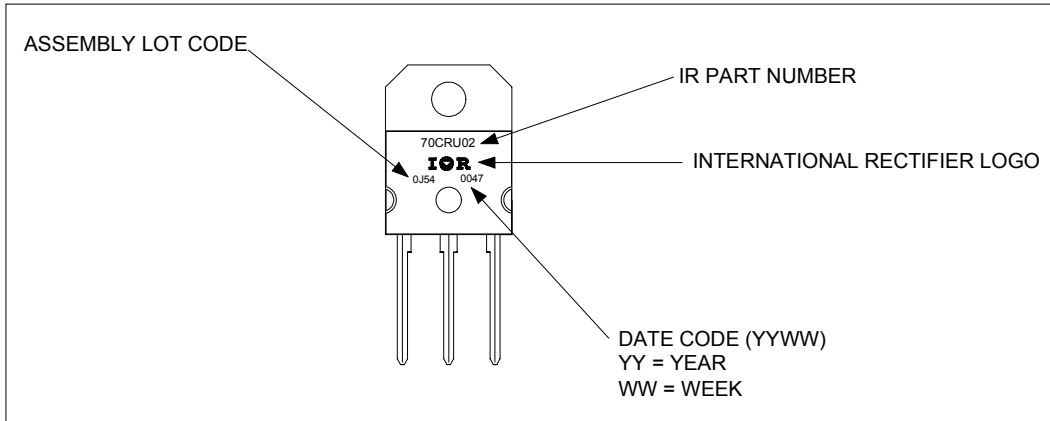 ASSEMBLY LOT CODE
IR PART NUMBER
70CRU02
IOR
INTERNATIONAL RECTIFIER LOGO
0J54 0047
DATE CODE (YYWW)
YY = YEAR
WW = WEEK